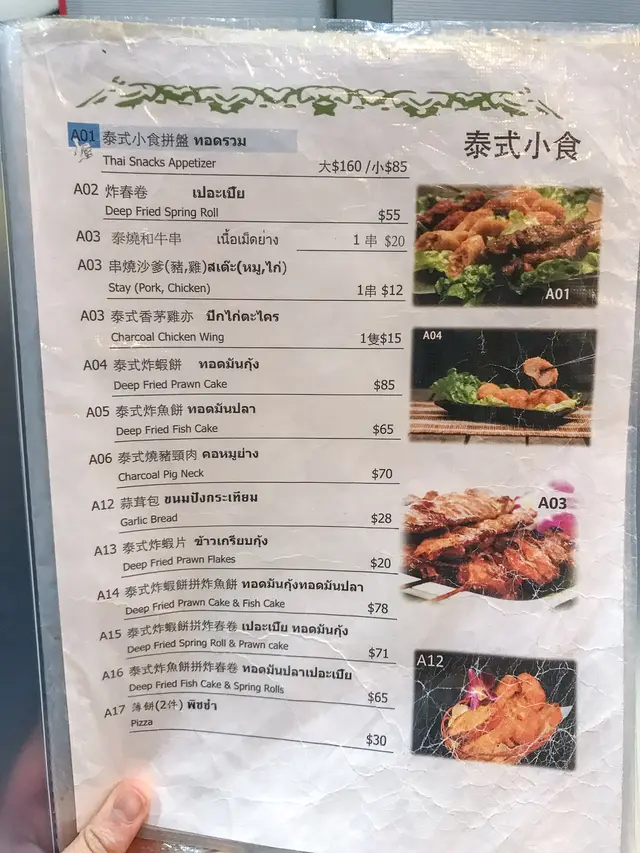 泰式小食
A01 泰式小食拼盤 ทอดรวม
Thai Snacks Appetizer 大$160 /小$85
A02 炸春卷 เปอะเปี๊ย
Deep Fried Spring Roll $55
A03 泰燒和牛串 เนื้อเม็ดย่าง 1 串 $20
A03 串燒沙爹(豬,雞)สเต๊ะ(หมู,ไก่)
Stay (Pork, Chicken) 1串 $12
A03 泰式香茅雞亦 ปีกไก่ตะไคร
Charcoal Chicken Wing 1隻$15
A04 泰式炸蝦餅 ทอดมันกุ้ง
Deep Fried Prawn Cake $85
A05 泰式炸魚餅 ทอดมันปลา
Deep Fried Fish Cake $65
A06 泰式燒豬頸肉 คอหมูย่าง
Charcoal Pig Neck $70
A12 蒜茸包 ขนมปังกระเทียม
Garlic Bread $28
A13 泰式炸蝦片 ข้าวเกรียบกุ้ง
Deep Fried Prawn Flakes $20
A14 泰式炸蝦餅拼炸魚餅 ทอดมันกุ้งทอดมันปลา
Deep Fried Prawn Cake & Fish Cake $78
A15 泰式炸蝦餅拼炸春卷 เปอะเปี๊ย ทอดมันกุ้ง
Deep Fried Spring Roll & Prawn cake $71
A16 泰式炸魚餅拼炸春卷 ทอดมันปลาเปอะเปี๊ย
Deep Fried Fish Cake & Spring Rolls $65
A17 薄餅(2件) พิซซ่า
Pizza $30
A01
A04
A03
A12